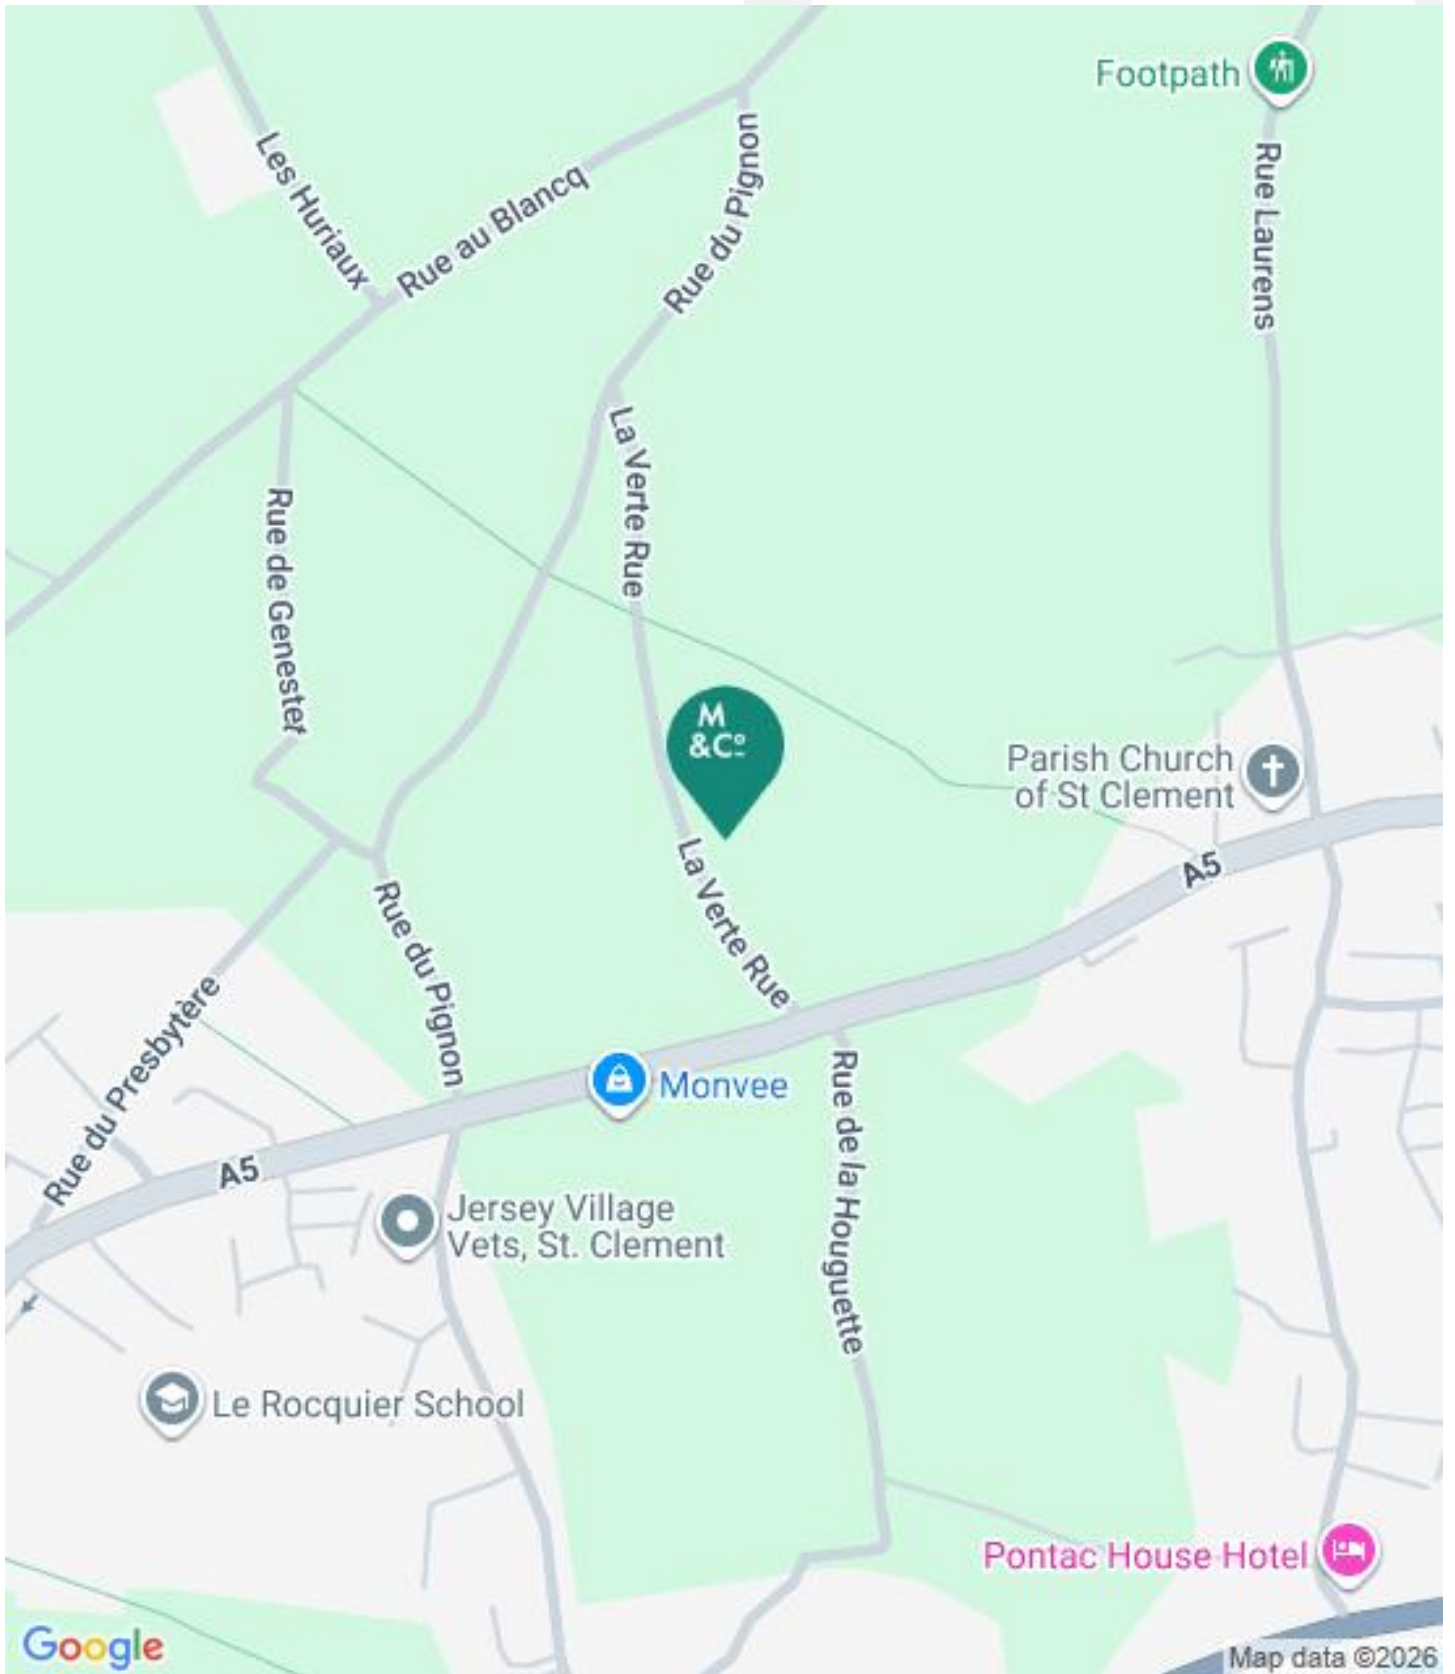 Footpath
Les Huriaux
Rue au Blancq
Rue du Pignon
Rue Laurens
La Verte Rue
Rue de Genestet
M
&Cº
Parish Church
of St Clement
La Verte Rue
A5
Rue du Pignon
Rue du Presbytère
Monvee
Rue de la Houguette
A5
Jersey Village
Vets, St. Clement
Le Rocquier School
Pontac House Hotel
Google
Map data ©2026